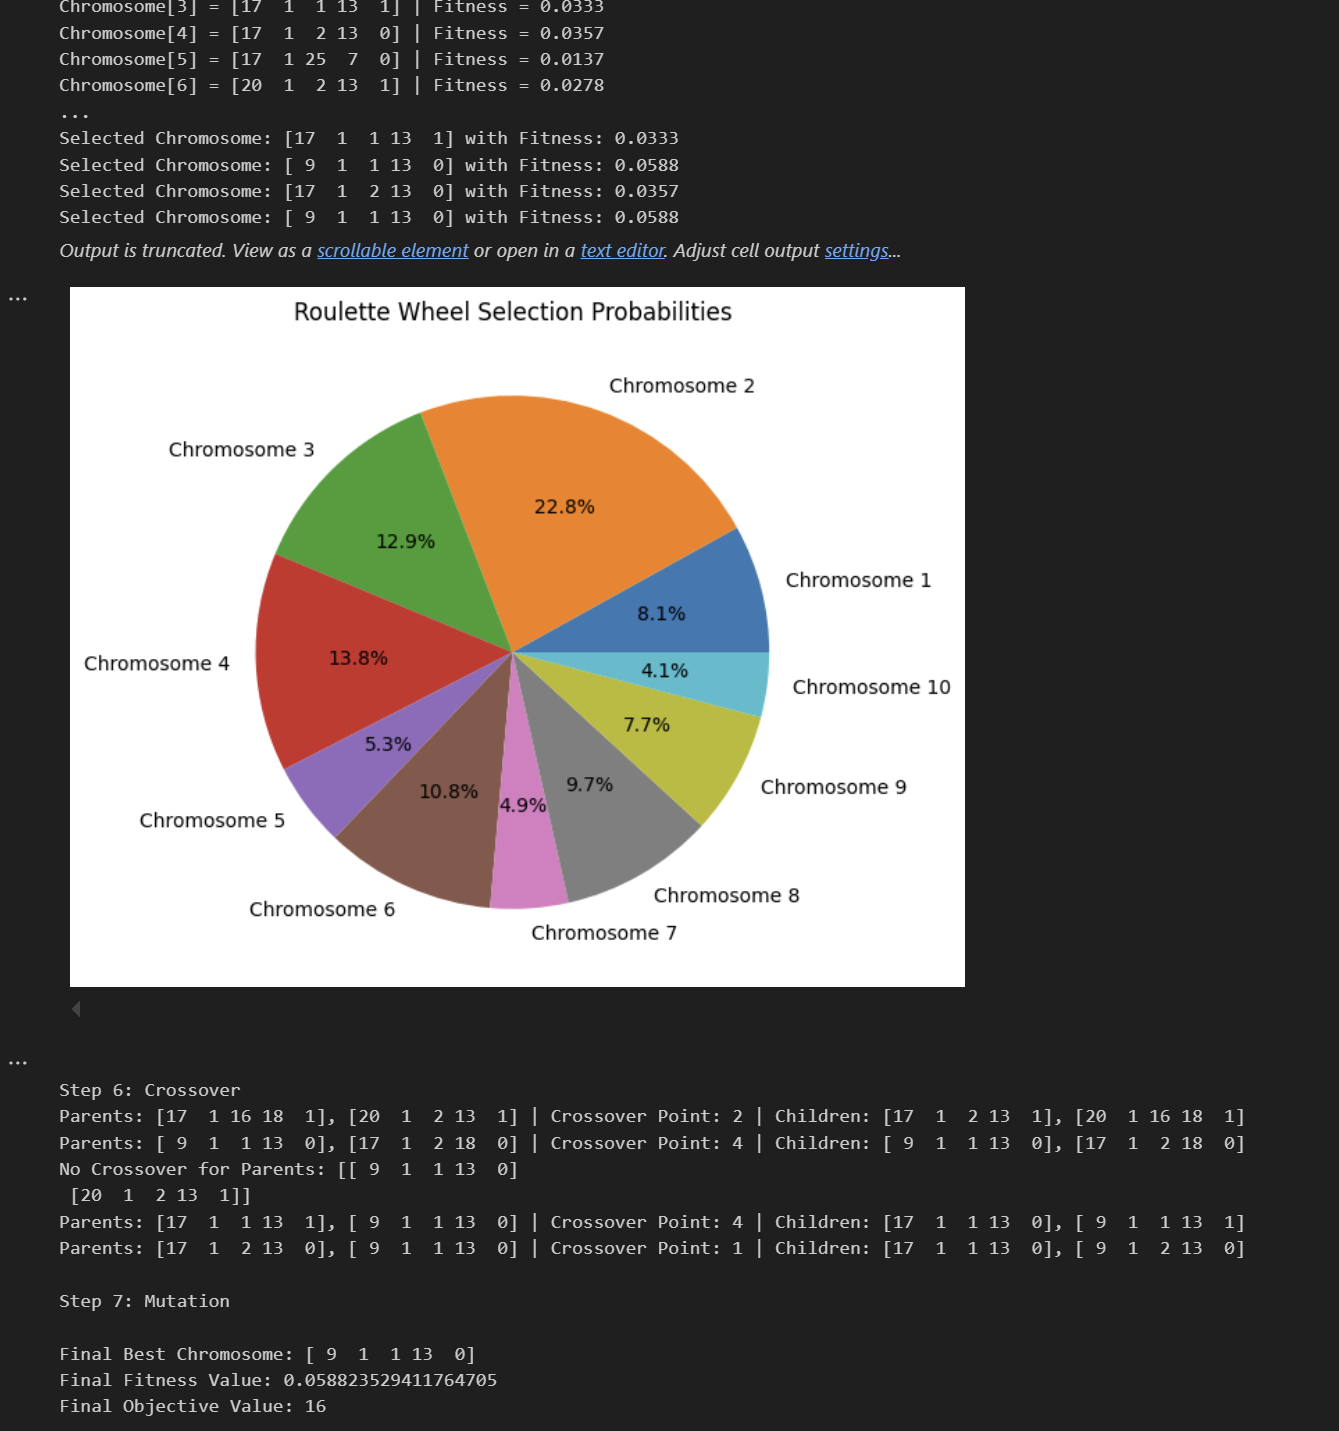 Chromosome[3] = [17  1  1 13  1] | Fitness = 0.0333
Chromosome[4] = [17  1  2 13  0] | Fitness = 0.0357
Chromosome[5] = [17  1 25  7  0] | Fitness = 0.0137
Chromosome[6] = [20  1  2 13  1] | Fitness = 0.0278
...
Selected Chromosome: [17  1  1 13  1] with Fitness: 0.0333
Selected Chromosome: [ 9  1  1 13  0] with Fitness: 0.0588
Selected Chromosome: [17  1  2 13  0] with Fitness: 0.0357
Selected Chromosome: [ 9  1  1 13  0] with Fitness: 0.0588
Output is truncated. View as a scrollable element or open in a text editor. Adjust cell output settings...
...
Roulette Wheel Selection Probabilities
Chromosome 2
Chromosome 3
22.8%
12.9%
Chromosome 1
8.1%
Chromosome 4
13.8%
4.1%
Chromosome 10
7.7%
5.3%
9.7%
Chromosome 9
10.8%
4.9%
Chromosome 5
Chromosome 8
Chromosome 6
Chromosome 7
...
Step 6: Crossover
Parents: [17  1 16 18  1], [20  1  2 13  1] | Crossover Point: 2 | Children: [17  1  2 13  1], [20  1 16 18  1]
Parents: [ 9  1  1 13  0], [17  1  2 18  0] | Crossover Point: 4 | Children: [ 9  1  1 13  0], [17  1  2 18  0]
No Crossover for Parents: [[ 9  1  1 13  0]
 [20  1  2 13  1]]
Parents: [17  1  1 13  1], [ 9  1  1 13  0] | Crossover Point: 4 | Children: [17  1  1 13  0], [ 9  1  1 13  1]
Parents: [17  1  2 13  0], [ 9  1  1 13  0] | Crossover Point: 1 | Children: [17  1  1 13  0], [ 9  1  2 13  0]
Step 7: Mutation
Final Best Chromosome: [ 9  1  1 13  0]
Final Fitness Value: 0.058823529411764705
Final Objective Value: 16